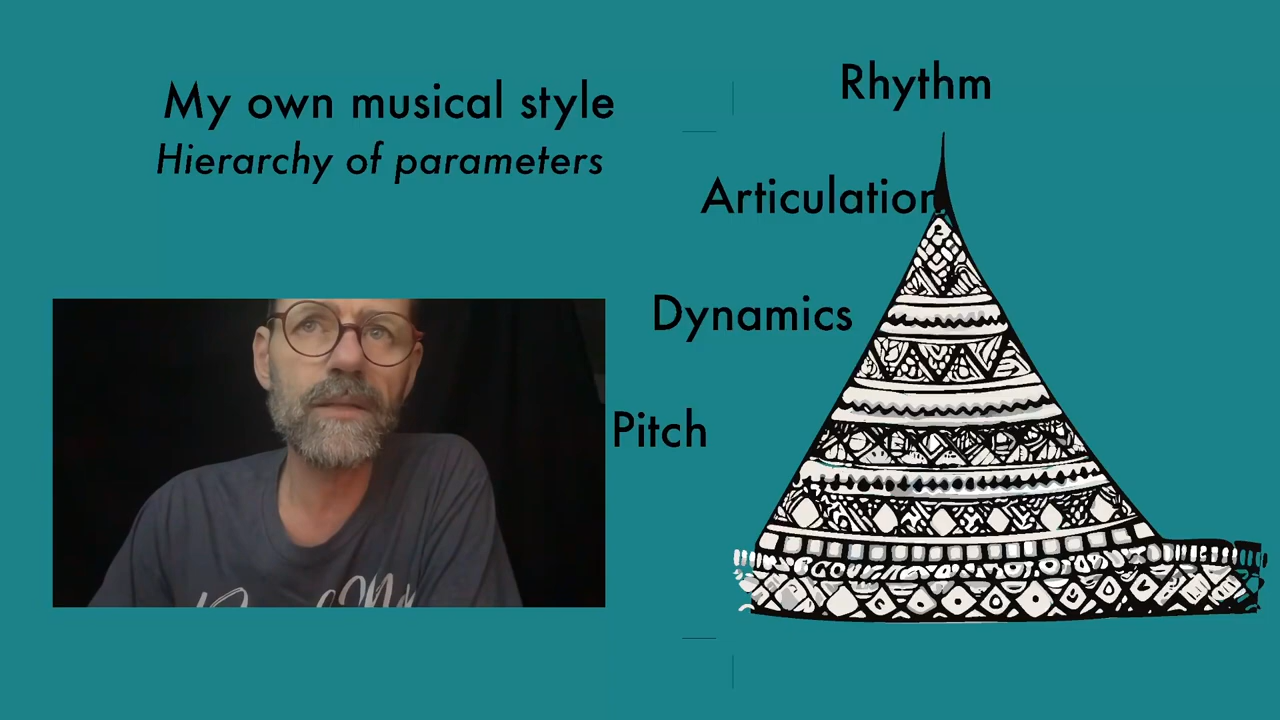 My own musical style
Hierarchy of parameters
Rhythm
Articulation
Dynamics
Pitch